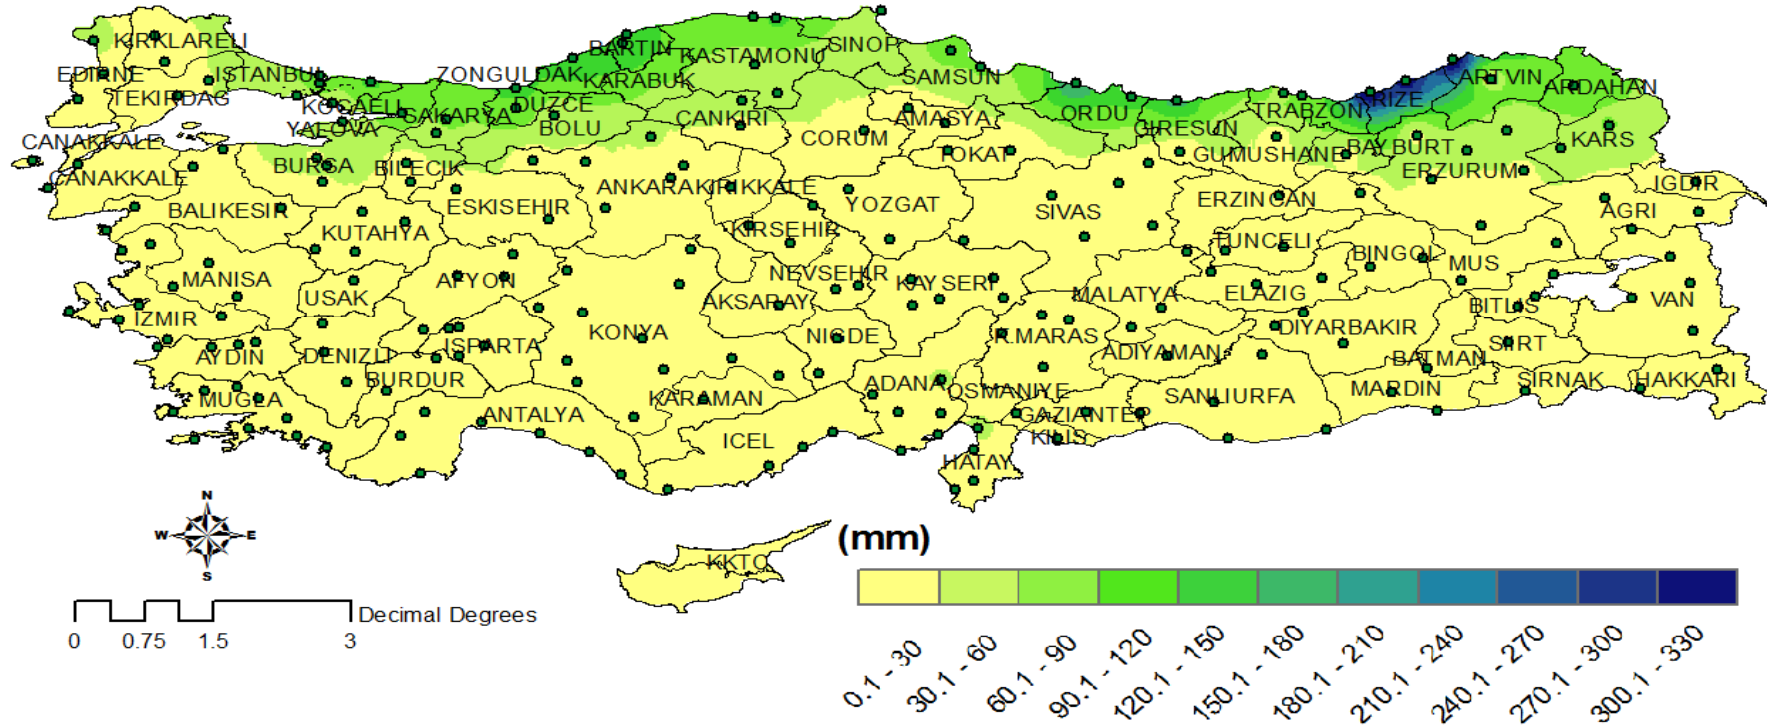 KIRKLARELI
BARTIN
KASTAMONU
SINOP
EDIRNE
ISTANBUL
ZONGULDAK
KARABUK
SAMSUN
ARTVIN
ARDAHAN
TEKIRDAG
KOCAELI
SAKARYA
DUZCE
CANKIRI
AMASYA
ORDU
TRABZON
RIZE
CANAKKALE
YALOVA
BOLU
CORUM
GIRESUN
BAYBURT
KARS
CANAKKALE
BURSA
BILECIK
ANKARA
KIRIKKALE
TOKAT
GUMUSHANE
ERZURUM
IGDIR
BALIKESIR
ESKISEHIR
YOZGAT
SIVAS
ERZINCAN
AGRI
KUTAHYA
KIRSEHIR
TUNCELI
BINGOL
MUS
MANISA
USAK
AFYON
NEVSEHIR
KAYSERI
AKSARAY
MALATYA
ELAZIG
BITLIS
VAN
IZMIR
KONYA
NIGDE
K.MARAS
DIYARBAKIR
SIIRT
AYDIN
DENIZLI
ISPARTA
ADIYAMAN
BATMAN
BURDUR
ADANA
OSMANIYE
SANLIURFA
MARDIN
SIRNAK
HAKKARI
MUGLA
ANTALYA
KARAMAN
GAZIANTEP
ICEL
KILIS
HATAY
N
W E
S
KKTC
(mm)
Decimal Degrees
0 0.75 1.5 3
0.1 - 30
30.1 - 60
60.1 - 90
90.1 - 120
120.1 - 150
150.1 - 180
180.1 - 210
210.1 - 240
240.1 - 270
270.1 - 300
300.1 - 330